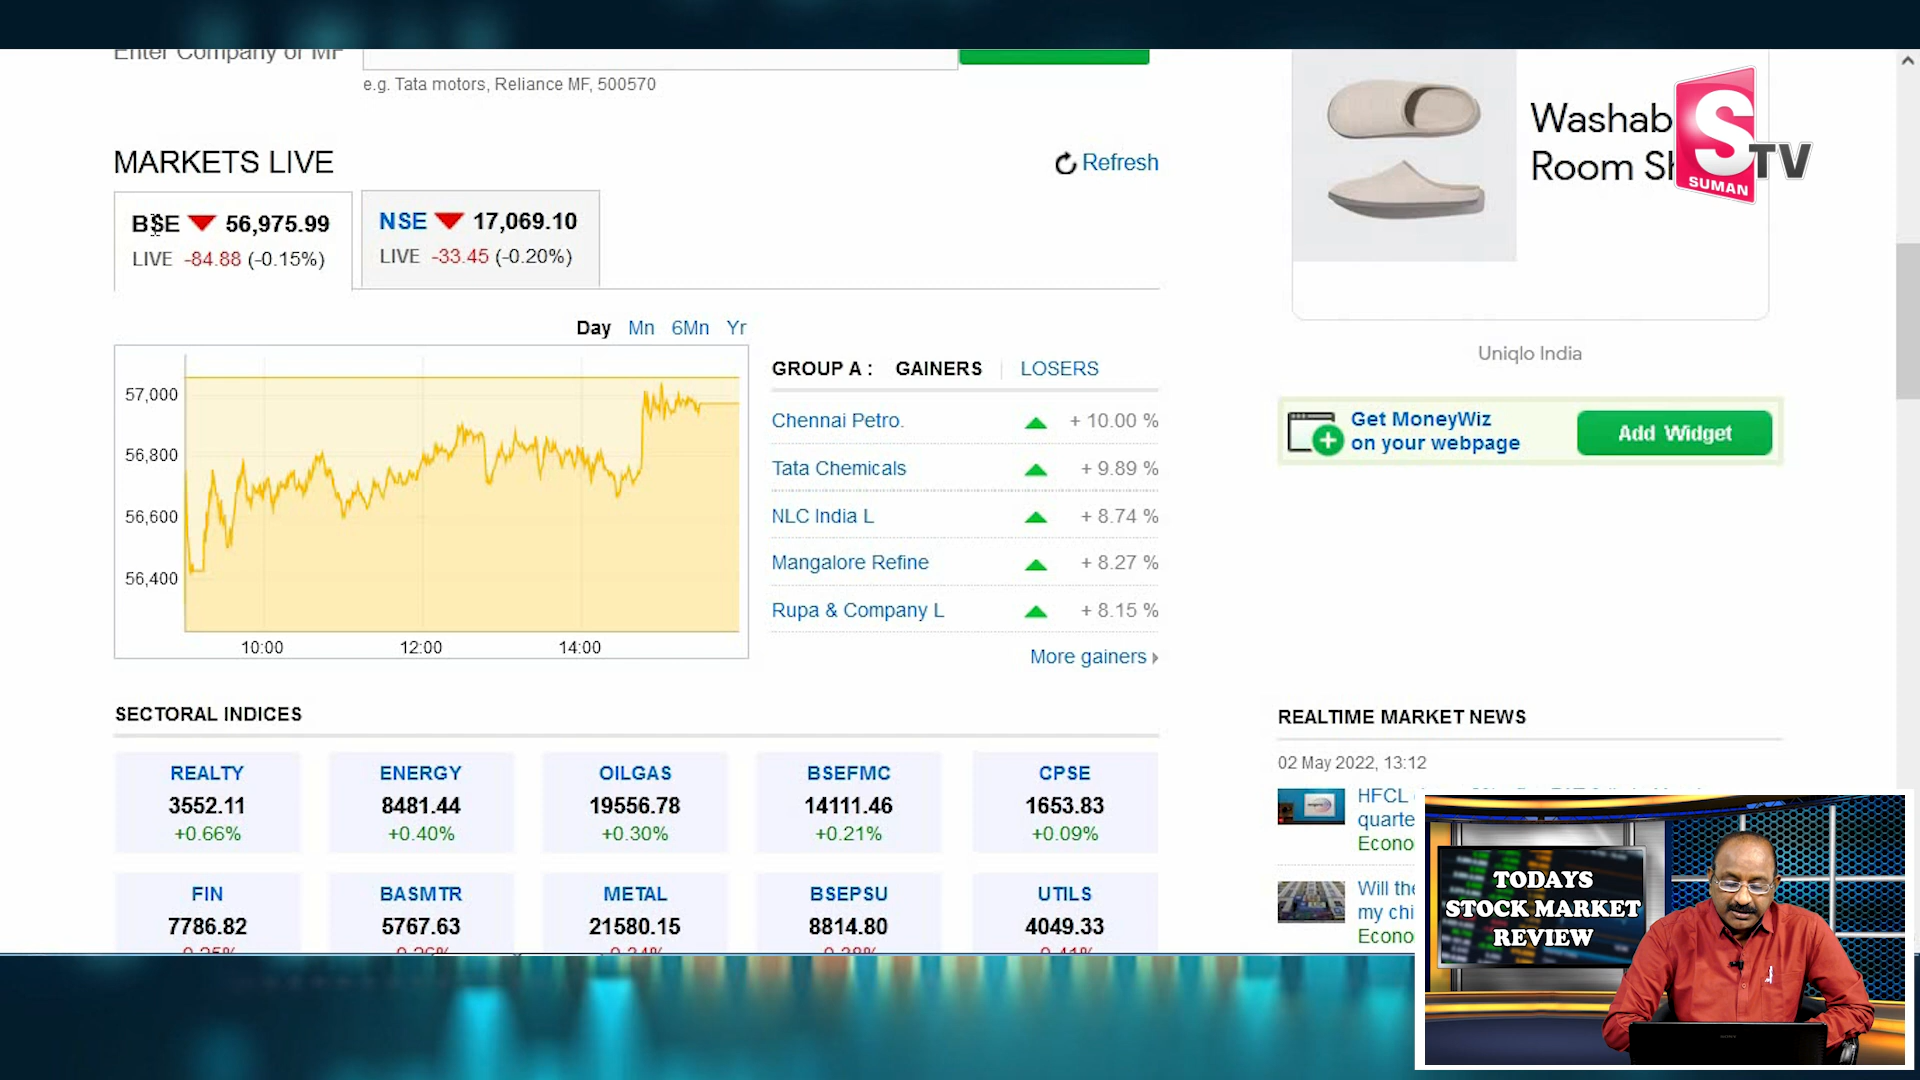 Enter Company or MF
e.g. Tata motors, Reliance MF, 500570
MARKETS LIVE
Refresh
BSE 56,975.99
LIVE -84.88 (-0.15%)
NSE 17,069.10
LIVE -33.45 (-0.20%)
Day Mn 6Mn Yr
57,000
56,800
56,600
56,400
10:00 12:00 14:00
GROUP A : GAINERS LOSERS
Chennai Petro. + 10.00 %
Tata Chemicals + 9.89 %
NLC India L + 8.74 %
Mangalore Refine + 8.27 %
Rupa & Company L + 8.15 %
More gainers
SECTORAL INDICES
REALTY ENERGY OILGAS BSEFMC CPSE
3552.11 8481.44 19556.78 14111.46 1653.83
+0.66% +0.40% +0.30% +0.21% +0.09%
FIN BASMTR METAL BSEPSU UTILS
7786.82 5767.63 21580.15 8814.80 4049.33
Washab
Room Sh
S TV
SUMAN
Uniqlo India
Get MoneyWiz
on your webpage
Add Widget
REALTIME MARKET NEWS
02 May 2022, 13:12
HFCL
quarte
Econo
Will the
my chi
Econo
TODAYS
STOCK MARKET
REVIEW